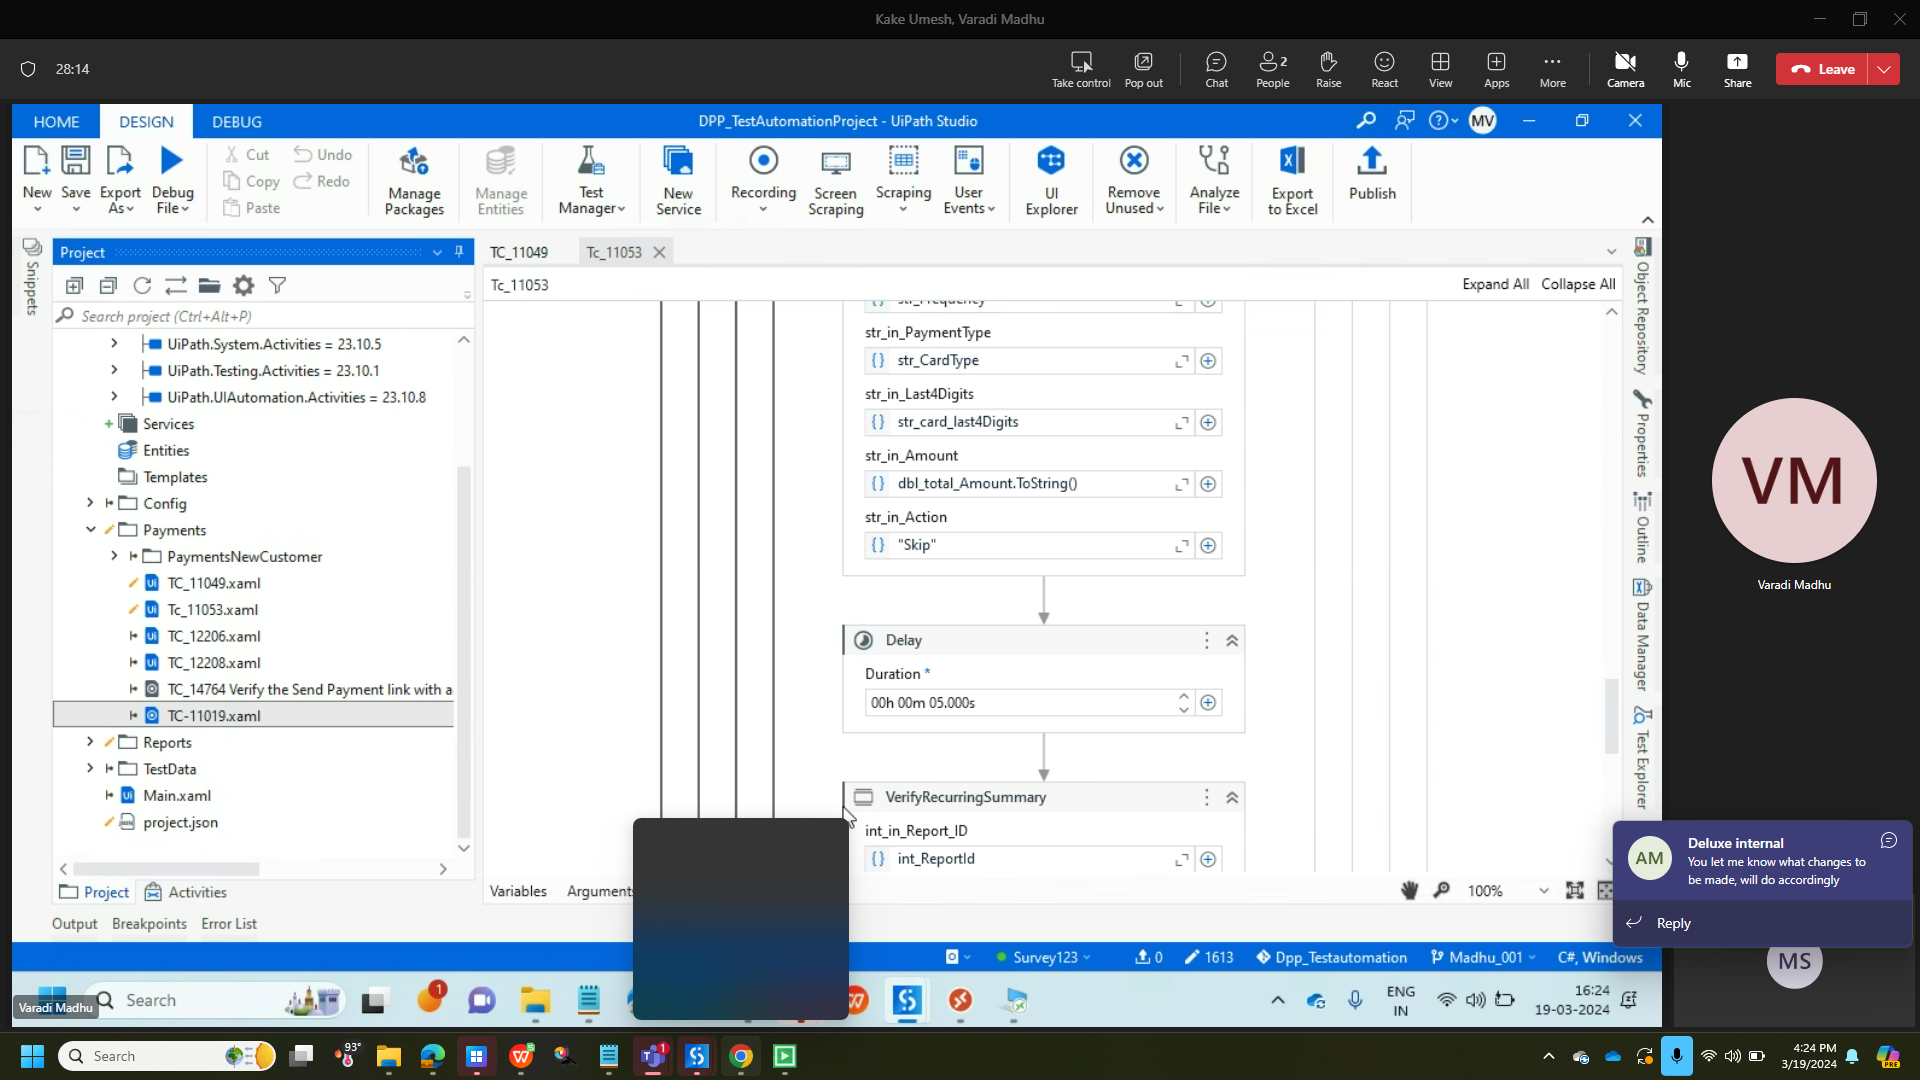 Kake Umesh, Varadi Madhu
28:14
Take control
Pop out
Chat
2
People
Raise
React
View
Apps
More
Camera
Mic
Share
Leave
HOME
DESIGN
DEBUG
DPP_TestAutomationProject - UiPath Studio
MV
New
Save
Export As
Debug File
Cut
Copy
Paste
Undo
Redo
Manage Packages
Manage Entities
Test Manager
New Service
Recording
Screen Scraping
Scraping
User Events
UI Explorer
Remove Unused
Analyze File
Export to Excel
Publish
Snippets
Project
Search project (Ctrl+Alt+P)
UiPath.System.Activities = 23.10.5
UiPath.Testing.Activities = 23.10.1
UiPath.UIAutomation.Activities = 23.10.8
Services
Entities
Templates
Config
Payments
PaymentsNewCustomer
TC_11049.xaml
Tc_11053.xaml
TC_12206.xaml
TC_12208.xaml
TC_14764 Verify the Send Payment link with a
TC-11019.xaml
Reports
TestData
Main.xaml
project.json
Project
Activities
Output
Breakpoints
Error List
TC_11049
Tc_11053
Tc_11053
Expand All
Collapse All
str_Frequency
str_in_PaymentType
str_CardType
str_in_Last4Digits
str_card_last4Digits
str_in_Amount
dbl_total_Amount.ToString()
str_in_Action
"Skip"
Delay
Duration *
00h 00m 05.000s
VerifyRecurringSummary
int_in_Report_ID
int_ReportId
Variables
Arguments
100%
Object Repository
Properties
Outline
Data Manager
Test Explorer
Survey123
0
1613
Dpp_Testautomation
Madhu_001
C#, Windows
VM
Varadi Madhu
AM
Deluxe internal
You let me know what changes to
be made, will do accordingly
Reply
MS
Varadi Madhu
Search
1
ENG
IN
16:24
19-03-2024
Search
93°
1
4:24 PM
3/19/2024
PRE